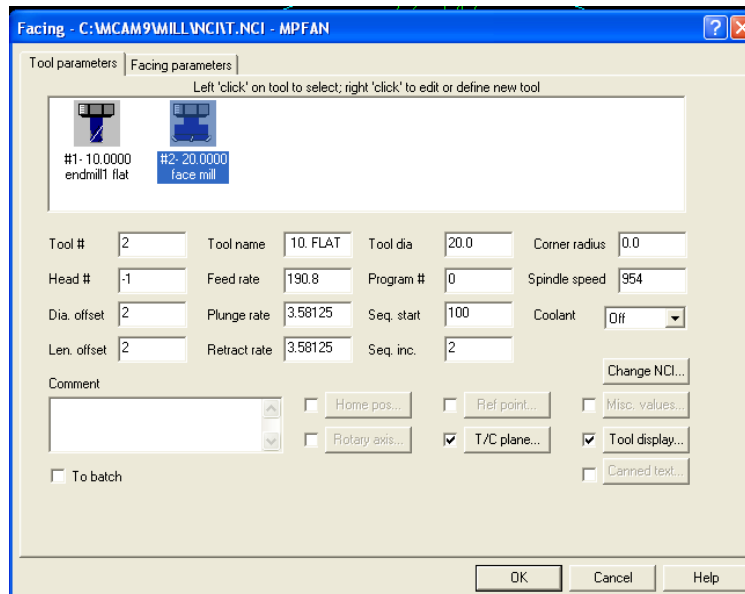 Facing - C:\MCAM9\MILL\NCI\T.NCI - MPFAN
Tool parameters Facing parameters
Left 'click' on tool to select; right 'click' to edit or define new tool
#1- 10.0000 #2- 20.0000
endmill1 flat face mill
Tool # 2 Tool name 10. FLAT Tool dia 20.0 Corner radius 0.0
Head # -1 Feed rate 190.8 Program # 0 Spindle speed 954
Dia. offset 2 Plunge rate 3.58125 Seq. start 100 Coolant Off
Len. offset 2 Retract rate 3.58125 Seq. inc. 2
Change NCI...
Comment
Home pos... Ref point... Misc. values...
Rotary axis... T/C plane... Tool display...
To batch Canned text...
OK Cancel Help